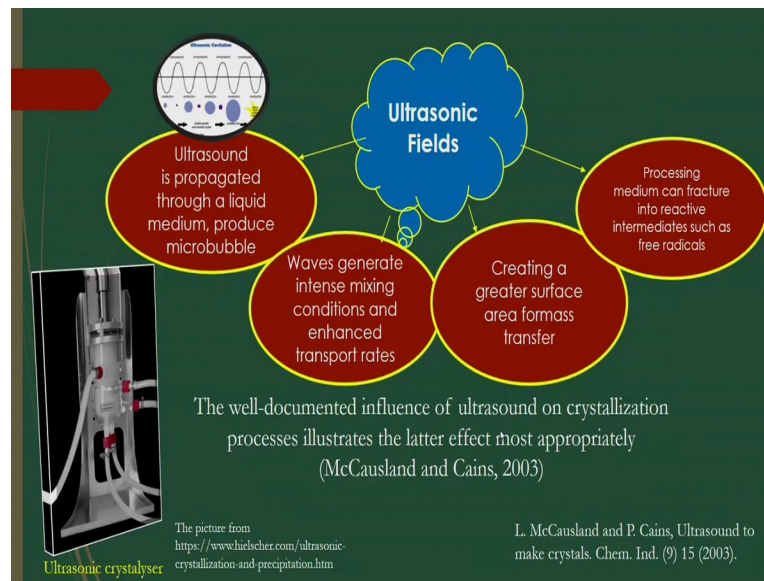 Ultrasonic Cavitation
Ultrasonic
Fields
Ultrasound
is propagated
through a liquid
medium, produce
microbubble
Waves generate
intense mixing
conditions and
enhanced
transport rates
Creating a
greater surface
area formass
transfer
Processing
medium can fracture
into reactive
intermediates such as
free radicals
The well-documented influence of ultrasound on crystallization
processes illustrates the latter effect most appropriately
(McCausland and Cains, 2003)
The picture from
https://www.hielscher.com/ultrasonic-
crystallization-and-precipitation.htm
Ultrasonic crystalyser
L. McCausland and P. Cains, Ultrasound to
make crystals. Chem. Ind. (9) 15 (2003).